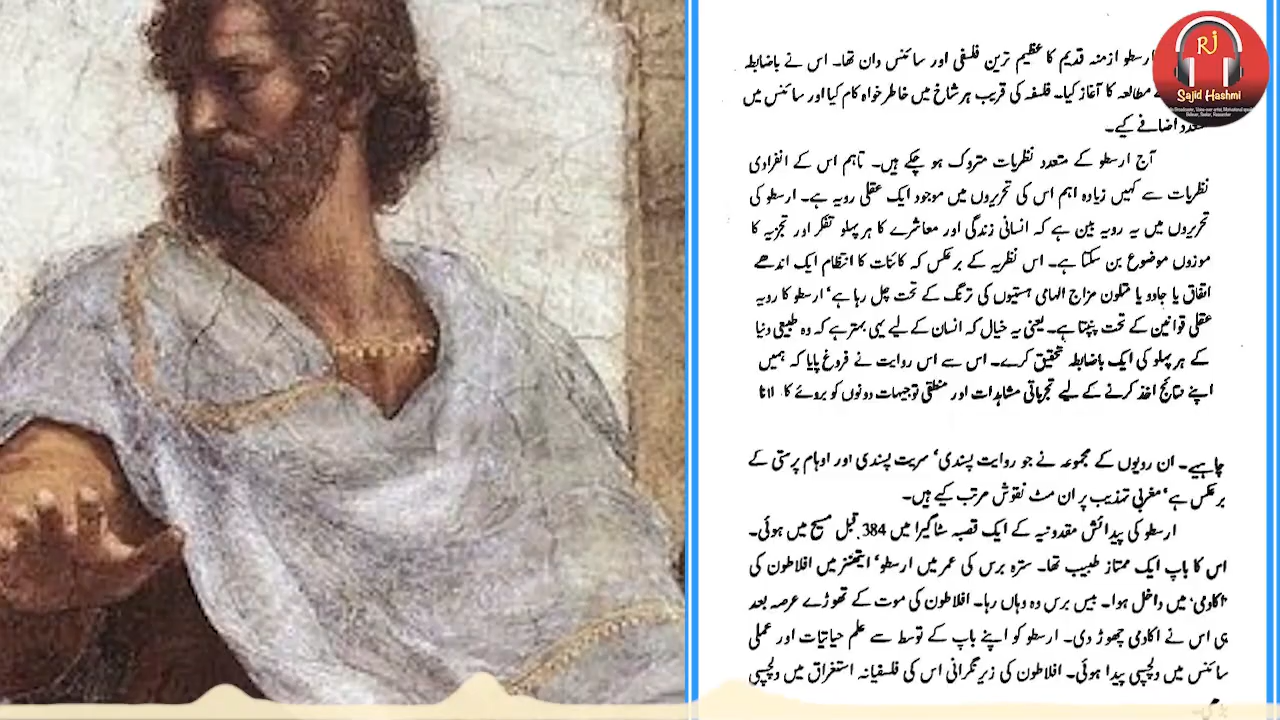 RJ
Sajid Hashmi
ارسطو ازمنہ قدیم کا عظیم ترین فلسفی اور سائنس دان تھا۔ اس نے باضابطہ
مطالعہ کا آغاز کیا۔ فلسفہ کی قریب ہر شاخ میں خاطر خواہ کام کیا اور سائنس میں
اضافے کیے۔
آج ارسطو کے متعدد نظریات متروک ہو چکے ہیں۔ تاہم اس کے انفرادی
نظریات سے کہیں زیادہ اہم اس کی تحریروں میں موجود ایک عقلی رویہ ہے۔ ارسطو کی
تحریروں میں یہ رویہ بین ہے کہ انسانی زندگی اور معاشرے کا ہر پہلو تفکر اور تجزیہ کا
موزوں موضوع بن سکتا ہے۔ اس نظریہ کے برعکس کہ کائنات کا انتظام ایک اندھے
اتفاق یا جادو یا متلون مزاج الہامی ہستیوں کی ترنگ کے تحت چل رہا ہے‘ ارسطو کا رویہ
عقلی قوانین کے تحت پنپتا ہے۔ یعنی یہ خیال کہ انسان کے لیے یہی بہتر ہے کہ وہ طبیعی دنیا
کے ہر پہلو کی ایک باضابطہ تحقیق کرے۔ اس سے اس روایت نے فروغ پایا کہ ہمیں
اپنے نتائج اخذ کرنے کے لیے تجرباتی مشاہدات اور منطقی توجیہات دونوں کو بروئے کار لانا
چاہیے۔ ان رویوں کے مجموعہ نے جو روایت پسندی‘ سریت پسندی اور اوہام پرستی کے
برعکس ہے‘ مغربی تہذیب پر ان مٹ نقوش مرتب کیے ہیں۔
ارسطو کی پیدائش مقدونیہ کے ایک قصبہ سٹاگیرا میں 384 قبل مسیح میں ہوئی۔
اس کا باپ ایک ممتاز طبیب تھا۔ سترہ برس کی عمر میں ارسطو‘ ایتھنز میں افلاطون کی
’اکادمی‘ میں داخل ہوا۔ بیس برس وہ وہاں رہا۔ افلاطون کی موت کے تھوڑے عرصہ بعد
ہی اس نے اکادمی چھوڑ دی۔ ارسطو کو اپنے باپ کے توسط سے علم حیاتیات اور عملی
سائنس میں دلچسپی پیدا ہوئی۔ افلاطون کی زیر نگرانی اس کی فلسفیانہ استغراق میں دلچسپی